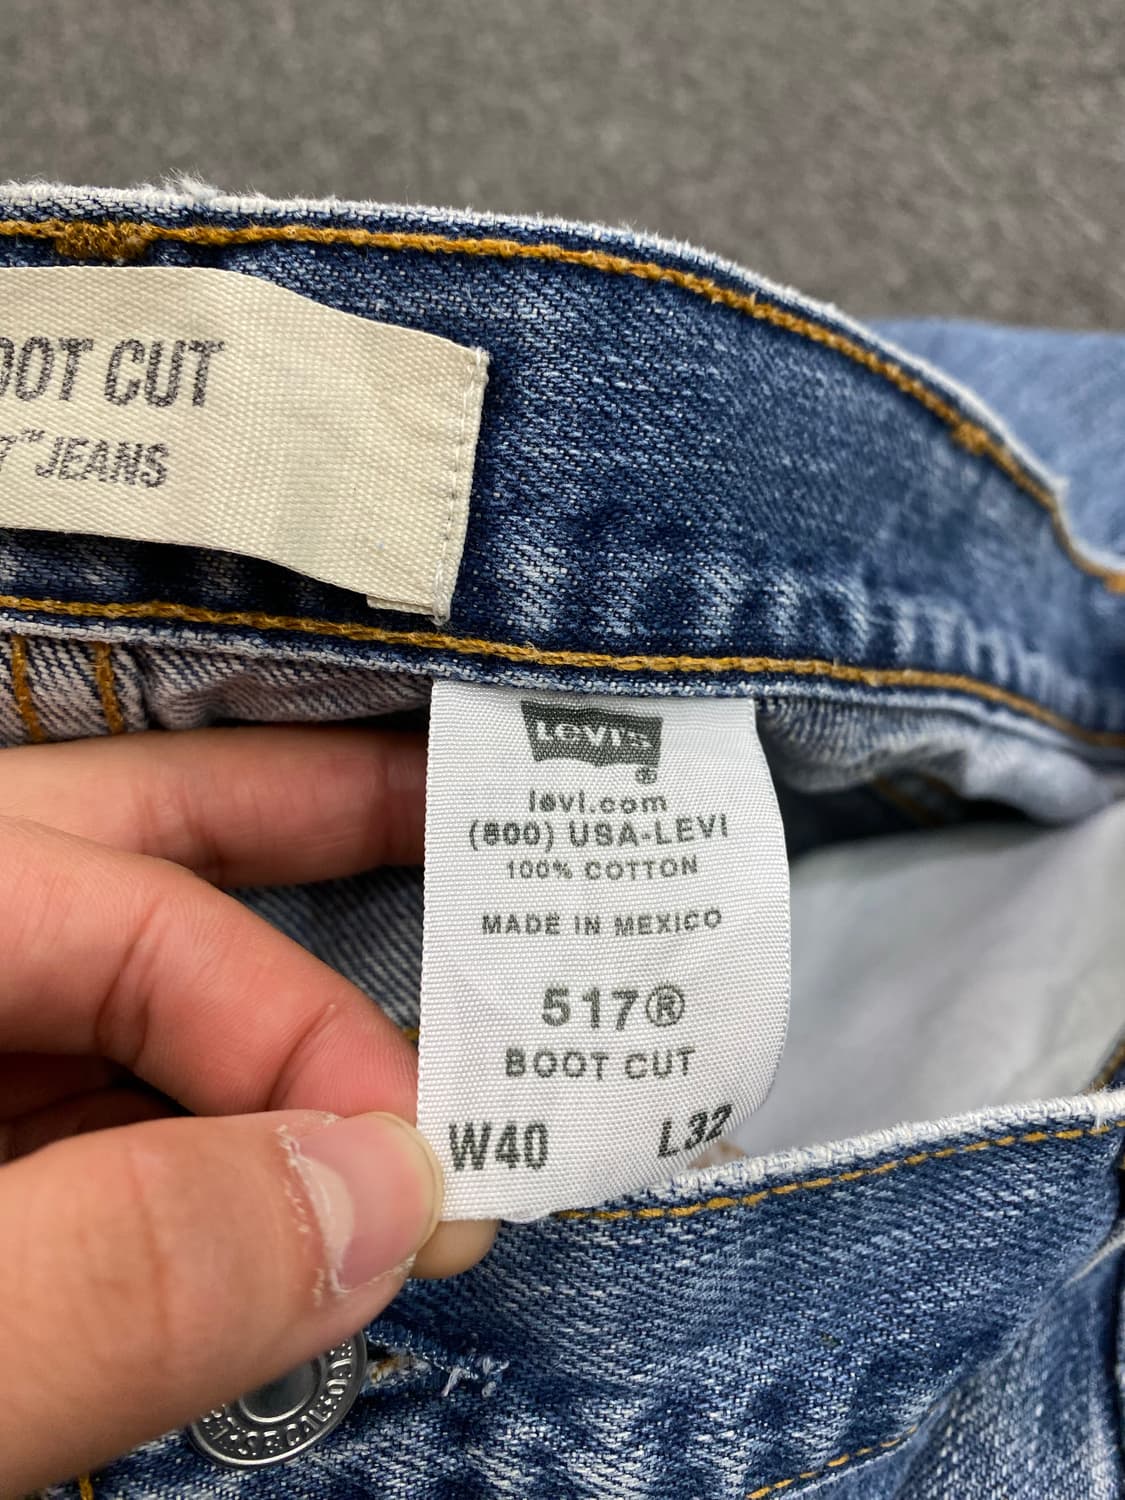 OOT CUT
T™ JEANS
LEVI'S
®
levi.com
(800) USA-LEVI
100% COTTON
MADE IN MEXICO
517®
BOOT CUT
W40 L32